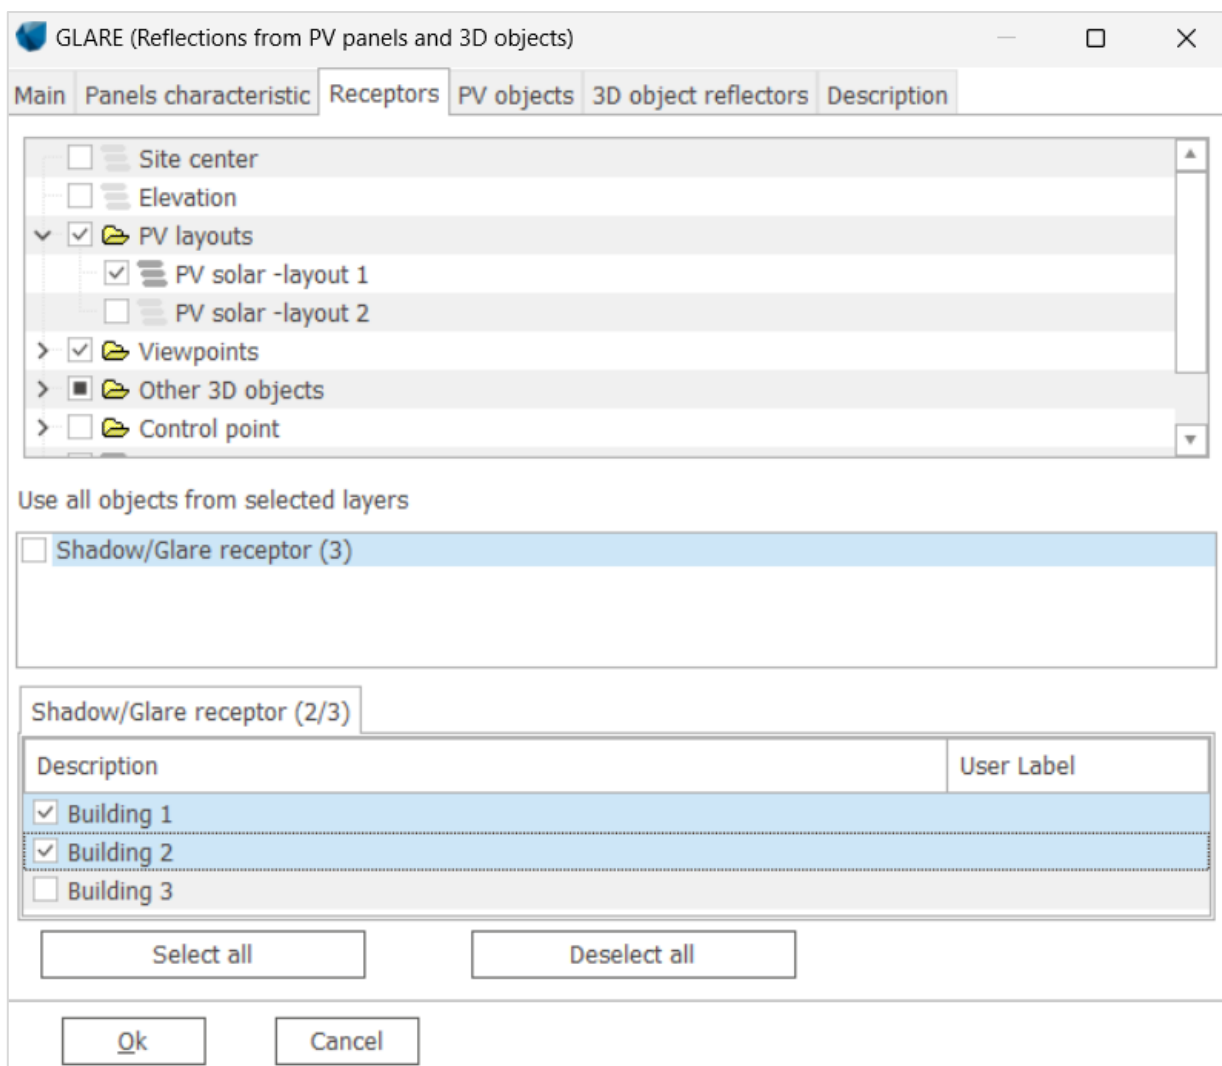 GLARE (Reflections from PV panels and 3D objects)
Main Panels characteristic Receptors PV objects 3D object reflectors Description
Site center
Elevation
PV layouts
PV solar -layout 1
PV solar -layout 2
Viewpoints
Other 3D objects
Control point
Use all objects from selected layers
Shadow/Glare receptor (3)
Shadow/Glare receptor (2/3)
Description User Label
Building 1
Building 2
Building 3
Select all Deselect all
Ok Cancel